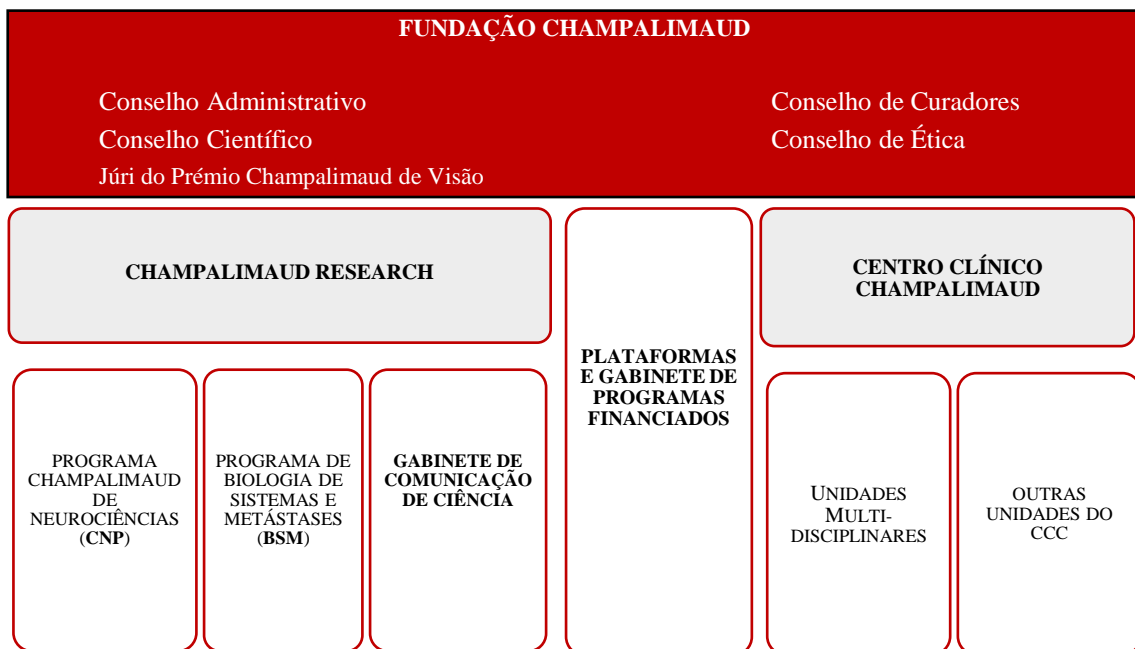 FUNDAÇÃO CHAMPALIMAUD
Conselho Administrativo
Conselho de Curadores
Conselho Científico
Conselho de Ética
Júri do Prémio Champalimaud de Visão
CHAMPALIMAUD RESEARCH
CENTRO CLÍNICO
CHAMPALIMAUD
PLATAFORMAS
E GABINETE DE
PROGRAMAS
FINANCIADOS
PROGRAMA
CHAMPALIMAUD
DE
NEUROCIÊNCIAS
(CNP)
PROGRAMA DE
BIOLOGIA DE
SISTEMAS E
METÁSTASES
(BSM)
GABINETE DE
COMUNICAÇÃO
DE CIÊNCIA
UNIDADES
MULTI-
DISCIPLINARES
OUTRAS
UNIDADES DO
CCC